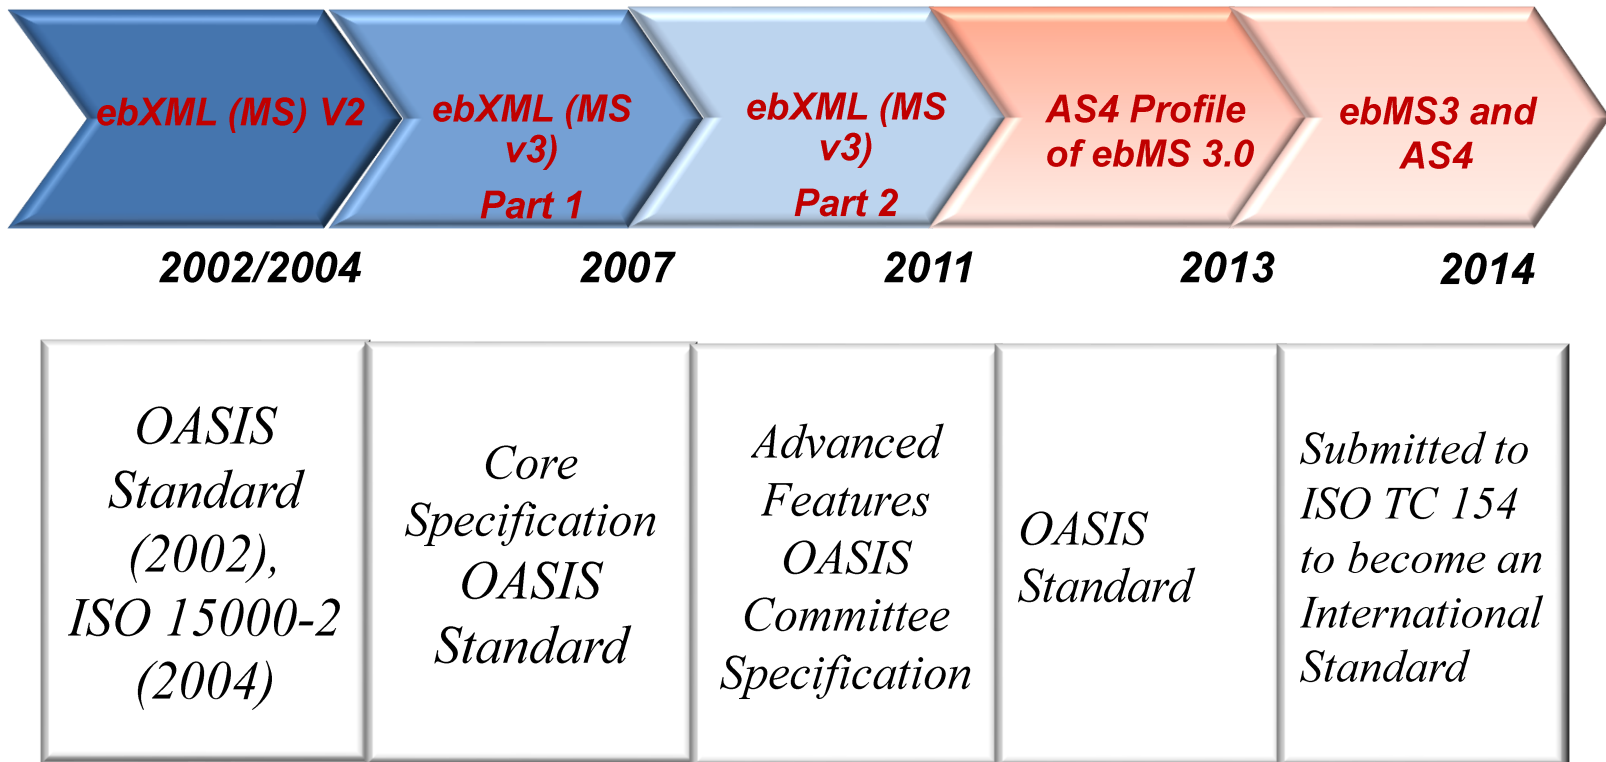 ebXML (MS) V2
ebXML (MS
v3)
Part 1
ebXML (MS
v3)
Part 2
AS4 Profile
of ebMS 3.0
ebMS3 and
AS4
2002/2004
2007
2011
2013
2014
OASIS
Standard
(2002),
ISO 15000-2
(2004)
Core
Specification
OASIS
Standard
Advanced
Features
OASIS
Committee
Specification
OASIS
Standard
Submitted to
ISO TC 154
to become an
International
Standard